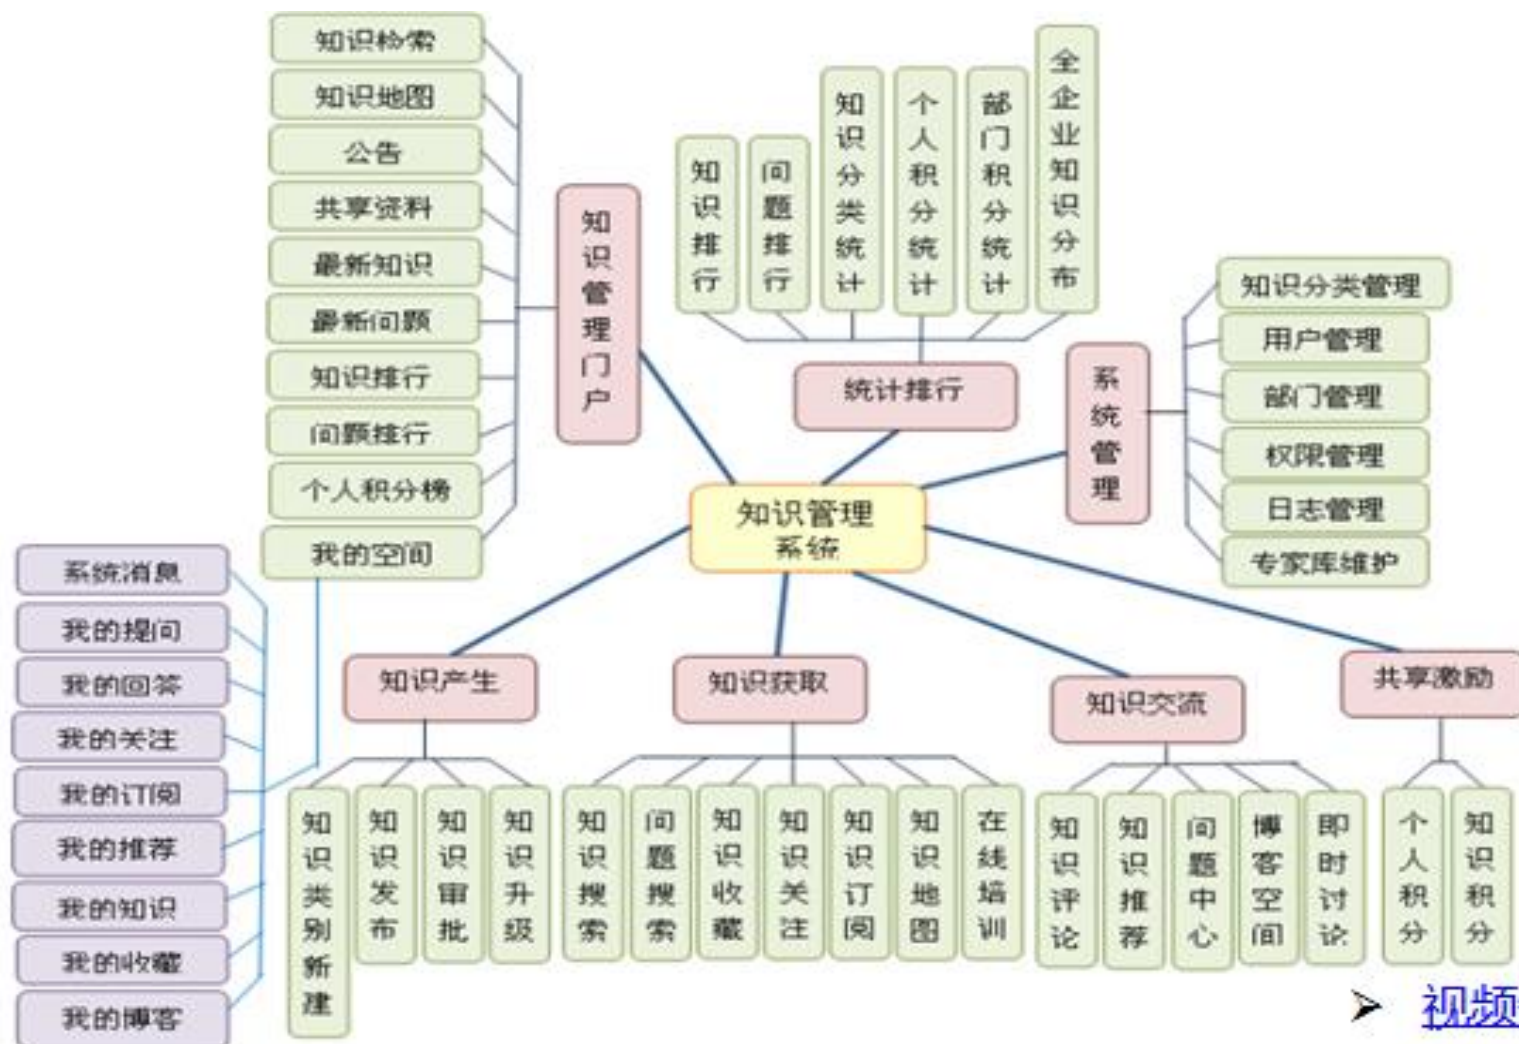 知识检索
知识地图
公告
共享资料
最新知识
最新问题
知识排行
问题排行
个人积分榜
我的空间
知识管理门户
系统消息
我的提问
我的回答
我的关注
我的订阅
我的推荐
我的知识
我的收藏
我的博客
知识排行
问题排行
知识分类统计
个人积分统计
部门积分统计
全企业知识分布
统计排行
系统管理
知识分类管理
用户管理
部门管理
权限管理
日志管理
专家库维护
知识管理
系统
知识产生
知识类别新建
知识发布
知识审批
知识升级
知识获取
知识搜索
问题搜索
知识收藏
知识关注
知识订阅
知识地图
在线培训
知识交流
知识评论
知识推荐
问题中心
博客空间
即时讨论
共享激励
个人积分
知识积分
➢ 视频